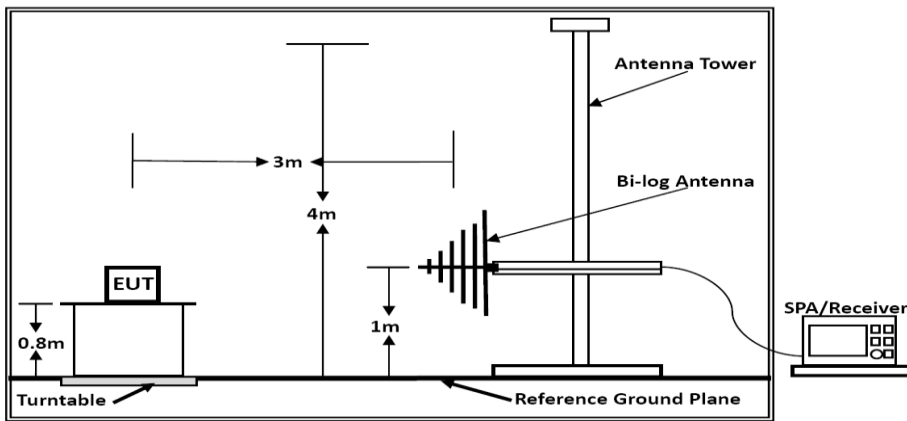 Antenna Tower
3m
Bi-log Antenna
4m
EUT
SPA/Receiver
1m
0.8m
Turntable
Reference Ground Plane